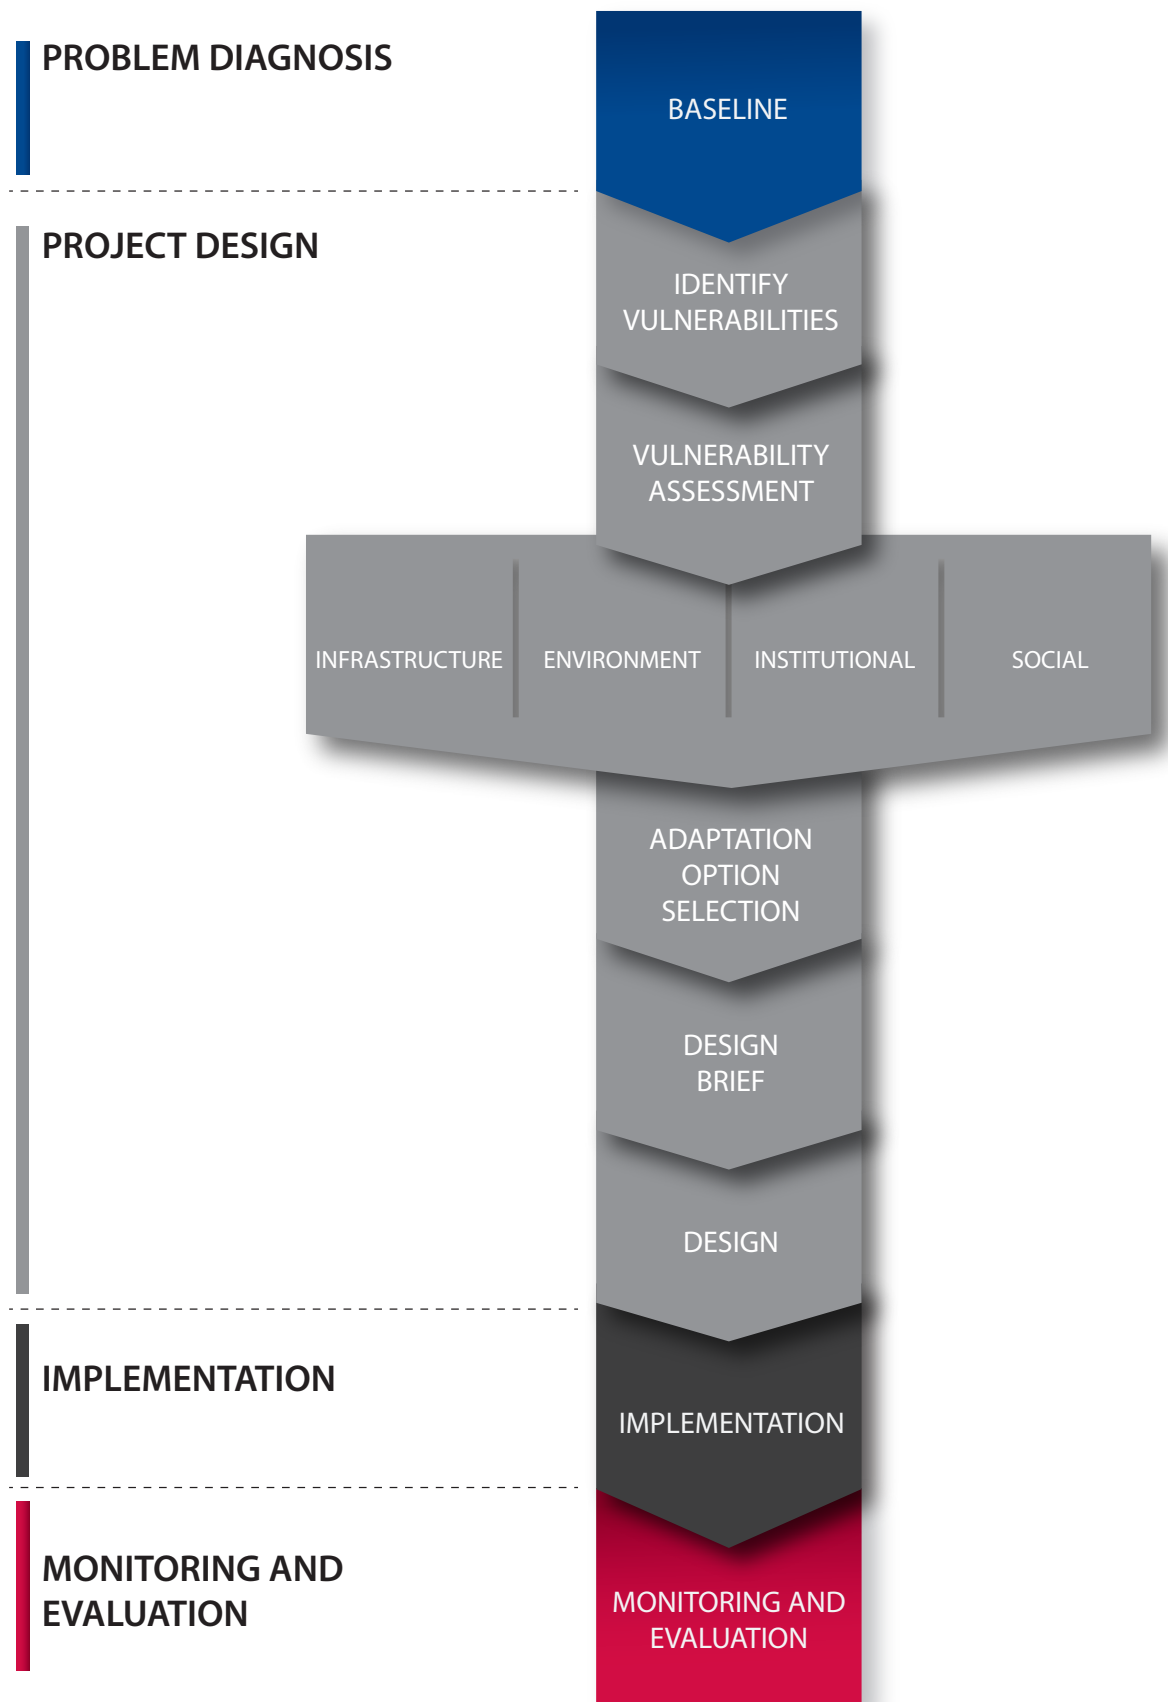 PROBLEM DIAGNOSIS
BASELINE
PROJECT DESIGN
IDENTIFY
VULNERABILITIES
VULNERABILITY
ASSESSMENT
INFRASTRUCTURE
ENVIRONMENT
INSTITUTIONAL
SOCIAL
ADAPTATION
OPTION
SELECTION
DESIGN
BRIEF
DESIGN
IMPLEMENTATION
IMPLEMENTATION
MONITORING AND
EVALUATION
MONITORING AND
EVALUATION